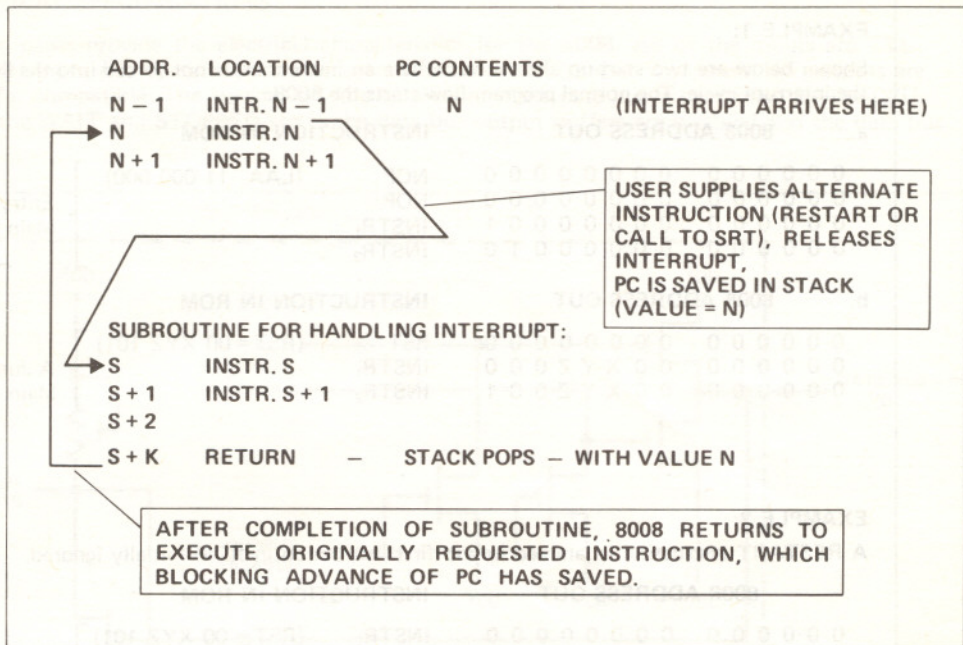 ADDR. LOCATION PC CONTENTS
N – 1 INTR. N – 1 N (INTERRUPT ARRIVES HERE)
N INSTR. N
N + 1 INSTR. N + 1
USER SUPPLIES ALTERNATE
INSTRUCTION (RESTART OR
CALL TO SRT), RELEASES
INTERRUPT,
PC IS SAVED IN STACK
(VALUE = N)
SUBROUTINE FOR HANDLING INTERRUPT:
S INSTR. S
S + 1 INSTR. S + 1
S + 2
S + K RETURN – STACK POPS – WITH VALUE N
AFTER COMPLETION OF SUBROUTINE, 8008 RETURNS TO
EXECUTE ORIGINALLY REQUESTED INSTRUCTION, WHICH
BLOCKING ADVANCE OF PC HAS SAVED.